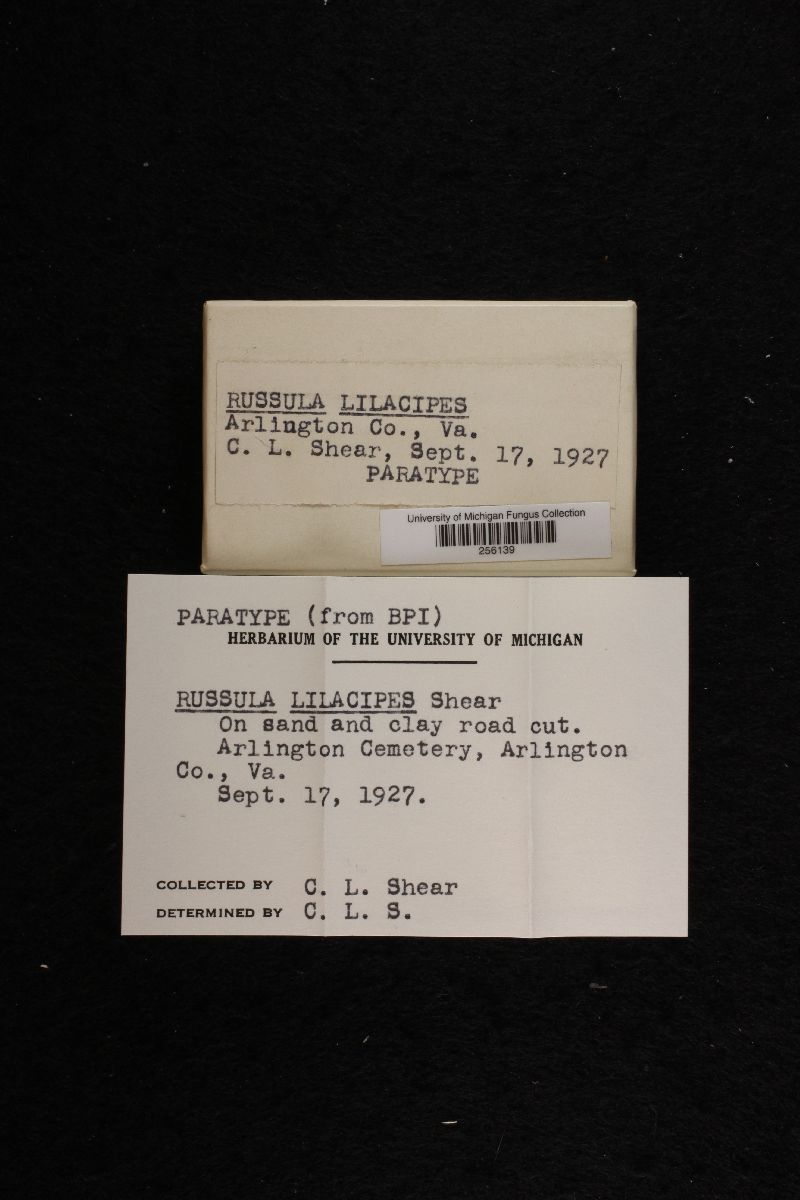 RUSSULA LILACIPES
Arlington Co., Va.
C. L. Shear, Sept. 17, 1927
PARATYPE
University of Michigan Fungus Collection
256139
PARATYPE (from BPI)
HERBARIUM OF THE UNIVERSITY OF MICHIGAN
RUSSULA LILACIPES Shear
On sand and clay road cut.
Arlington Cemetery, Arlington
Co., Va.
Sept. 17, 1927.
COLLECTED BY C. L. Shear
DETERMINED BY C. L. S.